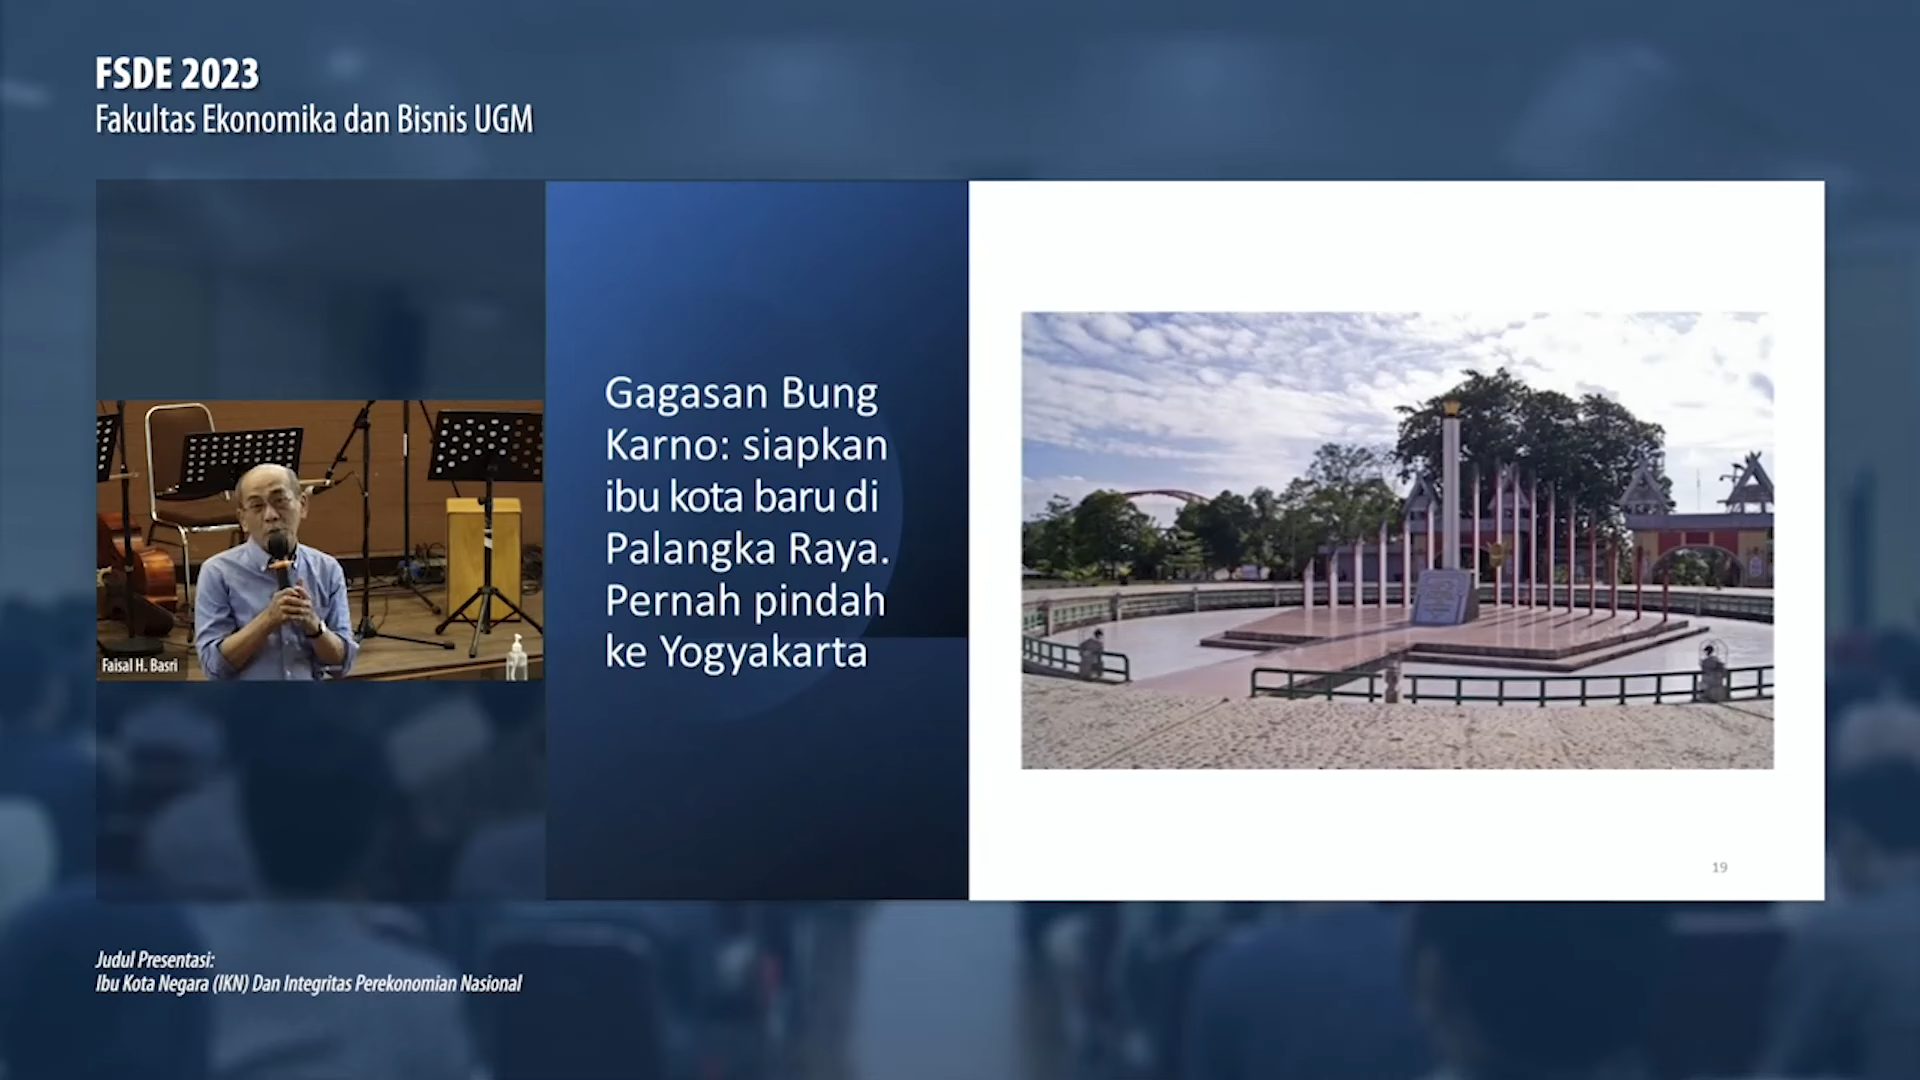 FSDE 2023
Fakultas Ekonomika dan Bisnis UGM
Faisal H. Basri
Gagasan Bung
Karno: siapkan
ibu kota baru di
Palangka Raya.
Pernah pindah
ke Yogyakarta
19
Judul Presentasi:
Ibu Kota Negara (IKN) Dan Integritas Perekonomian Nasional